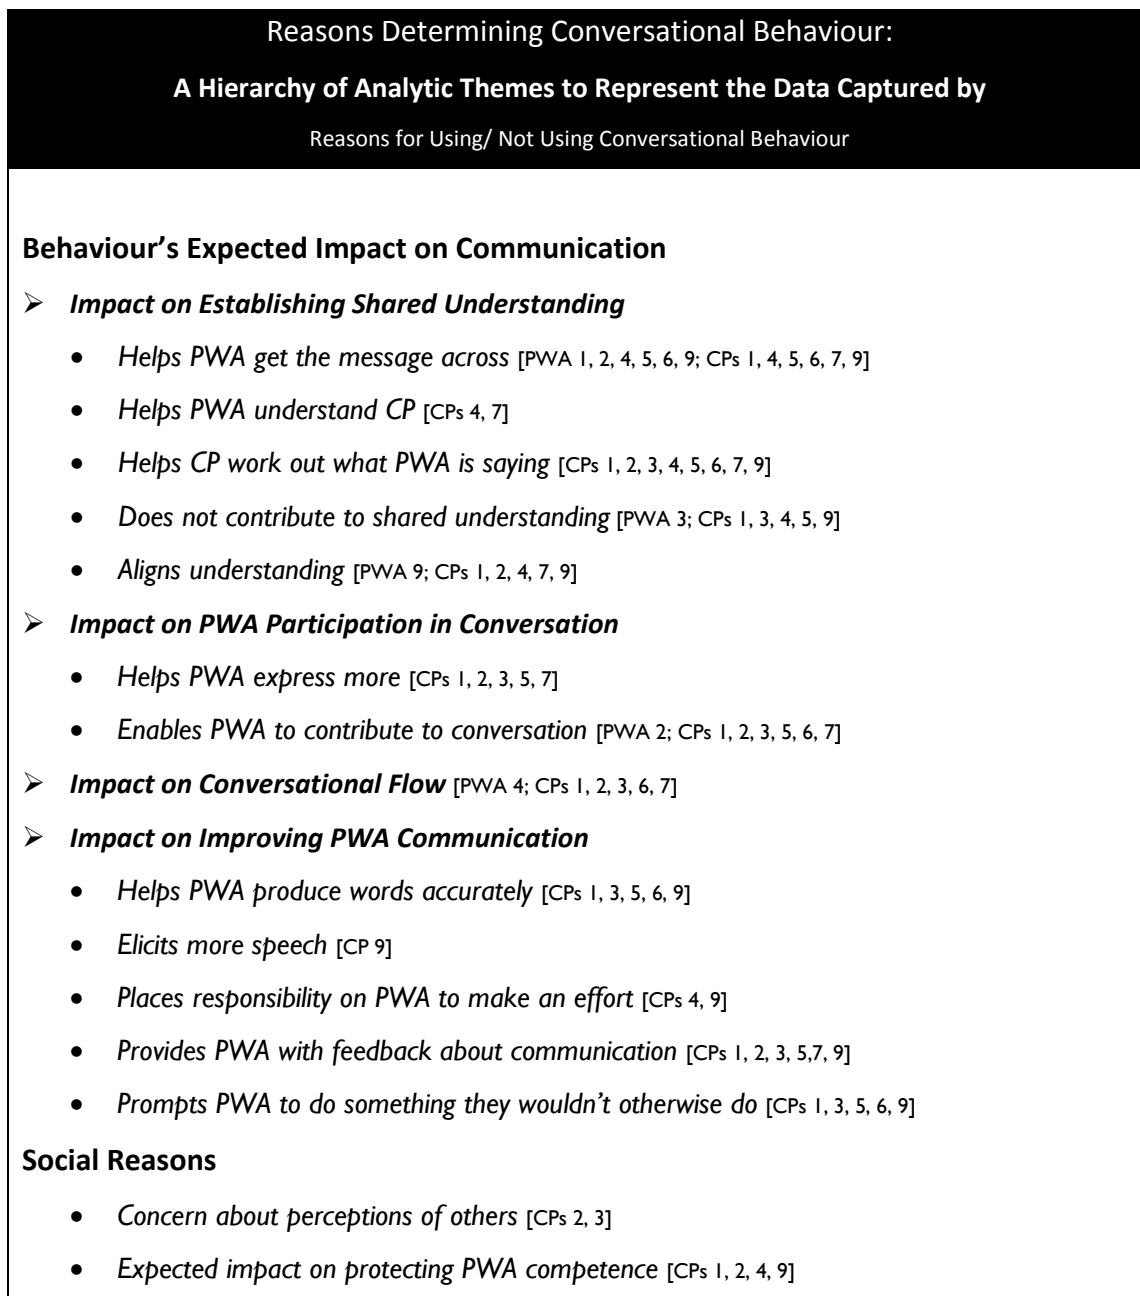 Reasons Determining Conversational Behaviour:
A Hierarchy of Analytic Themes to Represent the Data Captured by
Reasons for Using/ Not Using Conversational Behaviour
Behaviour’s Expected Impact on Communication
➢ Impact on Establishing Shared Understanding
• Helps PWA get the message across [PWA 1, 2, 4, 5, 6, 9; CPs 1, 4, 5, 6, 7, 9]
• Helps PWA understand CP [CPs 4, 7]
• Helps CP work out what PWA is saying [CPs 1, 2, 3, 4, 5, 6, 7, 9]
• Does not contribute to shared understanding [PWA 3; CPs 1, 3, 4, 5, 9]
• Aligns understanding [PWA 9; CPs 1, 2, 4, 7, 9]
➢ Impact on PWA Participation in Conversation
• Helps PWA express more [CPs 1, 2, 3, 5, 7]
• Enables PWA to contribute to conversation [PWA 2; CPs 1, 2, 3, 5, 6, 7]
➢ Impact on Conversational Flow [PWA 4; CPs 1, 2, 3, 6, 7]
➢ Impact on Improving PWA Communication
• Helps PWA produce words accurately [CPs 1, 3, 5, 6, 9]
• Elicits more speech [CP 9]
• Places responsibility on PWA to make an effort [CPs 4, 9]
• Provides PWA with feedback about communication [CPs 1, 2, 3, 5,7, 9]
• Prompts PWA to do something they wouldn’t otherwise do [CPs 1, 3, 5, 6, 9]
Social Reasons
• Concern about perceptions of others [CPs 2, 3]
• Expected impact on protecting PWA competence [CPs 1, 2, 4, 9]